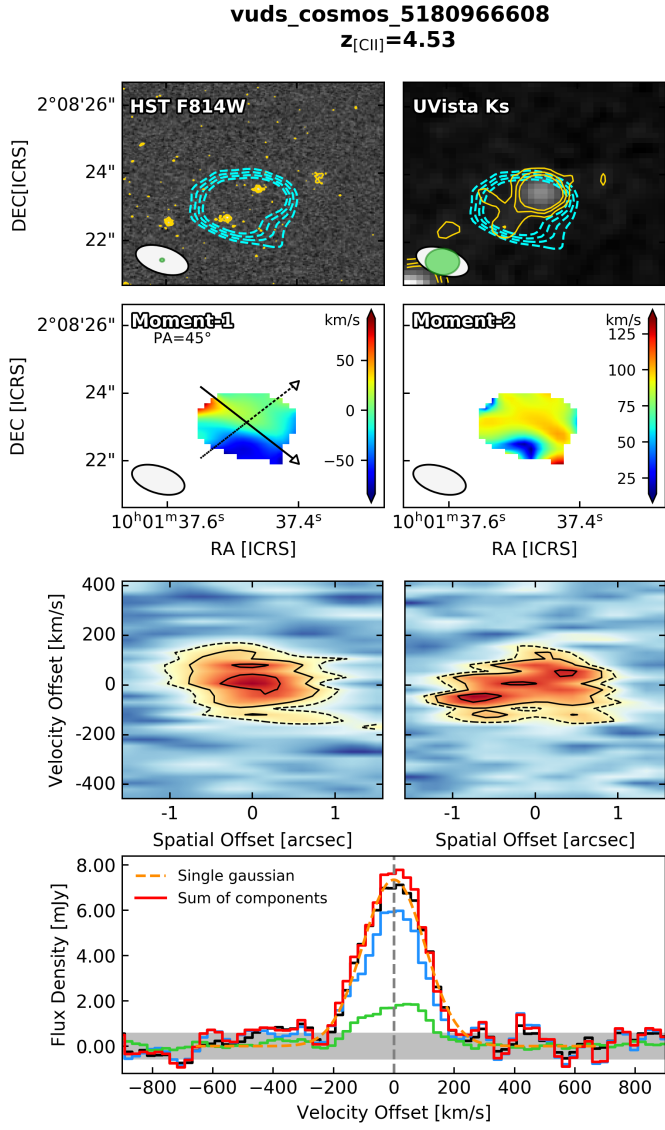 vuds_cosmos_5180966608
z[CII]=4.53
HST F814W
UVista Ks
2°08'26"
24"
22"
DEC[ICRS]
Moment-1
PA=45°
km/s
50
0
−50
Moment-2
km/s
125
100
75
50
25
2°08'26"
24"
22"
DEC [ICRS]
10h01m37.6s
37.4s
RA [ICRS]
10h01m37.6s
37.4s
RA [ICRS]
400
200
0
-200
-400
Velocity Offset [km/s]
-1
0
1
Spatial Offset [arcsec]
-1
0
1
Spatial Offset [arcsec]
8.00
6.00
4.00
2.00
0.00
Flux Density [mJy]
Single gaussian
Sum of components
−800
−600
−400
−200
0
200
400
600
800
Velocity Offset [km/s]